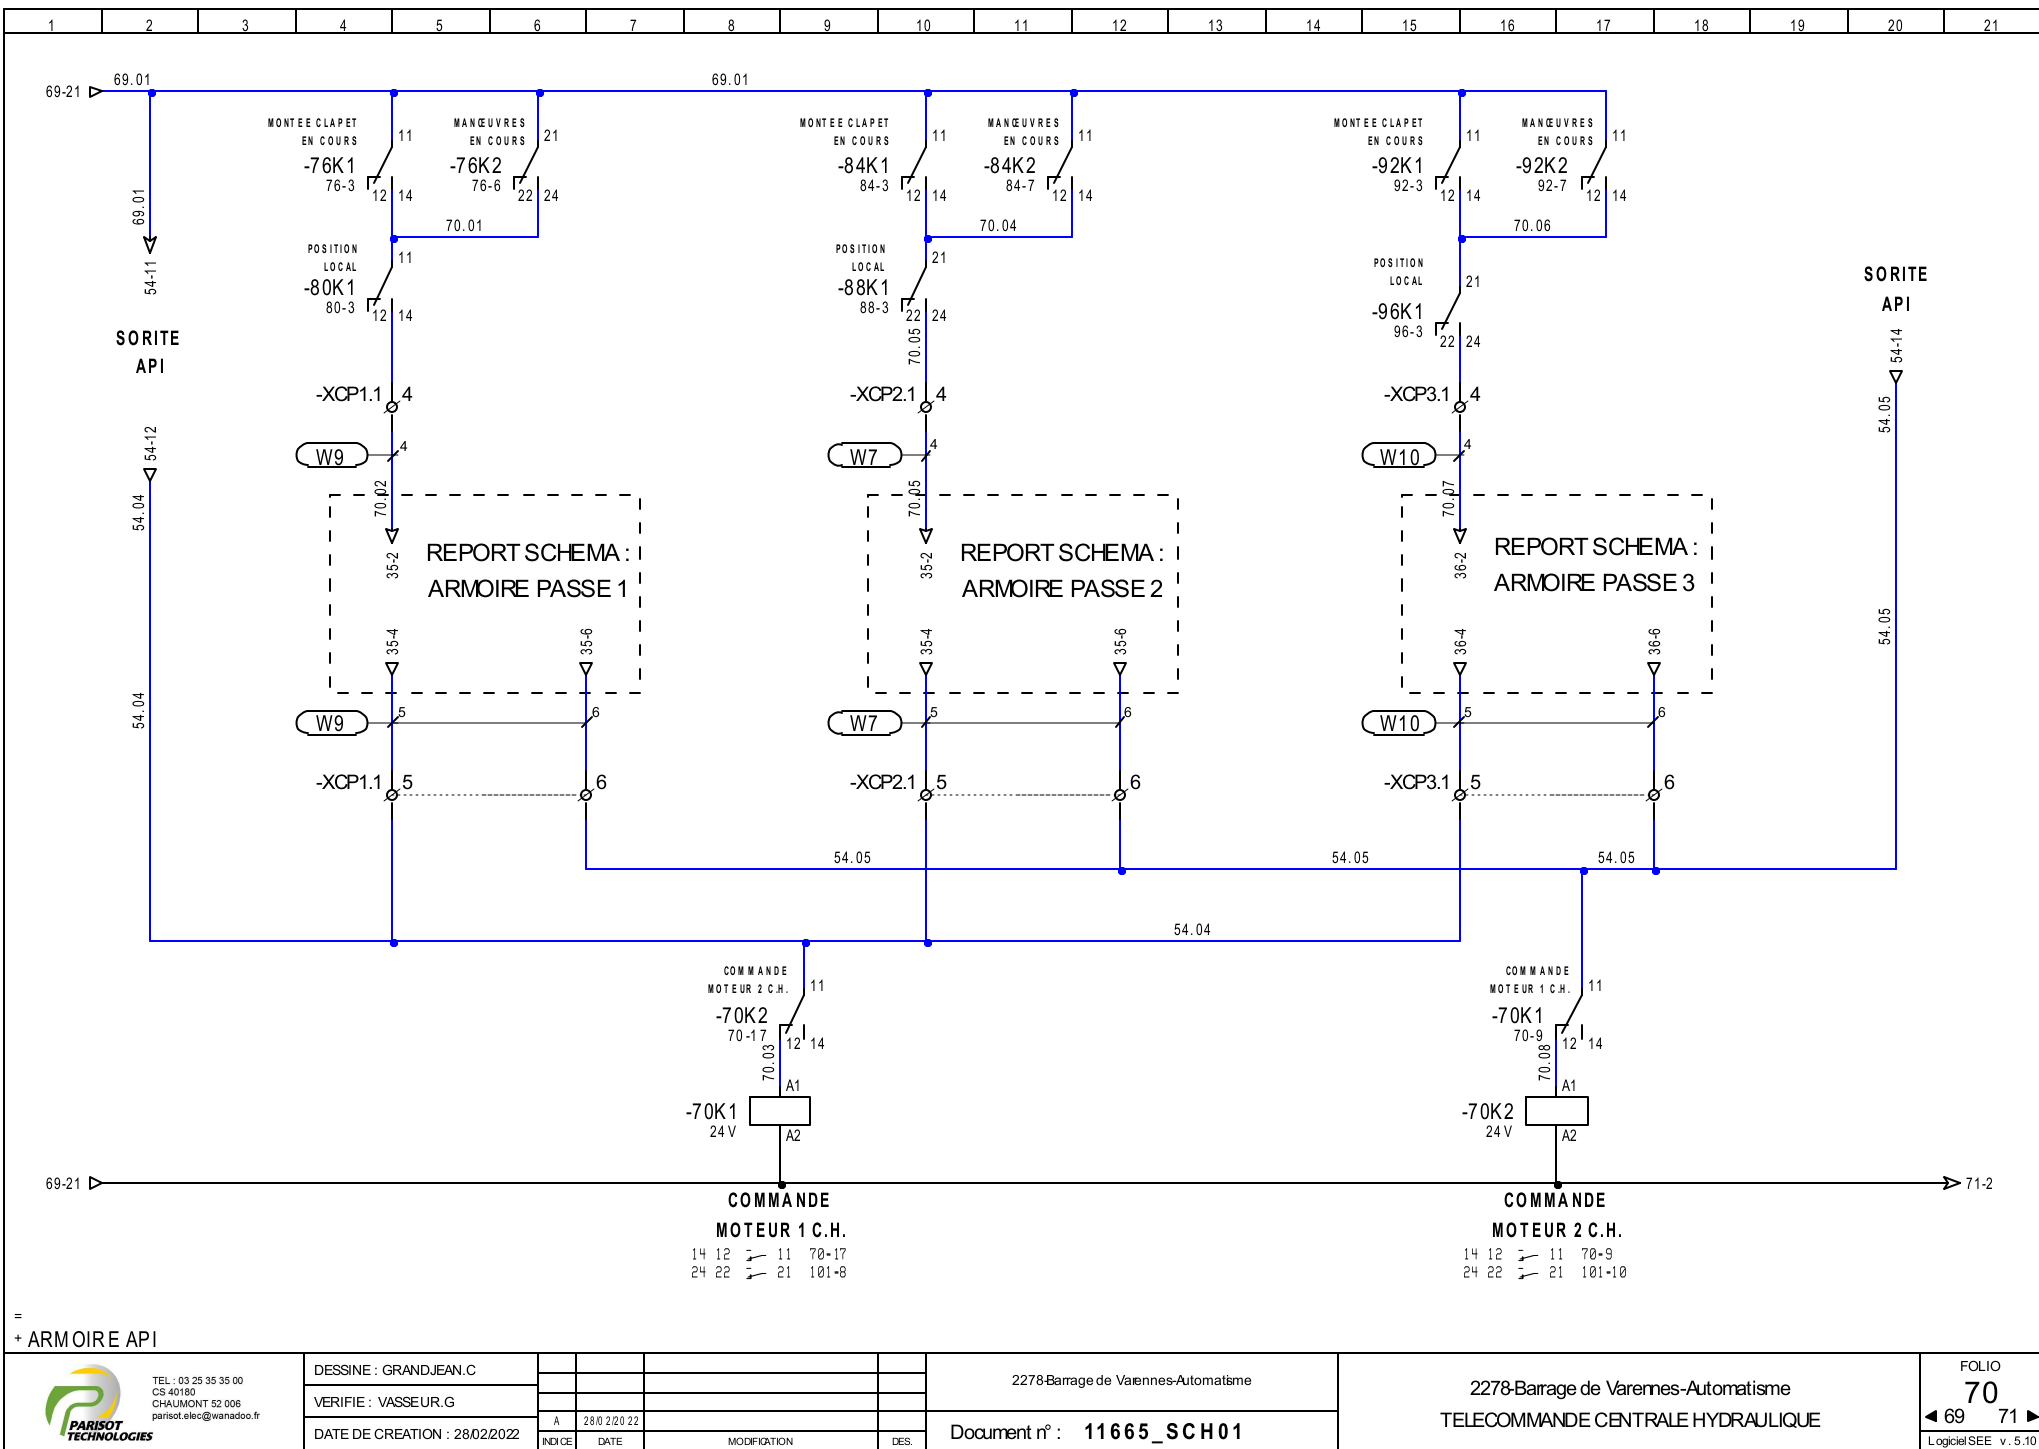 1 2 3 4 5 6 7 8 9 10 11 12 13 14 15 16 17 18 19 20 21
69-21 69.01 69.01
MONTEE CLAPET
EN COURS
-76K1
76-3
11
12 14
MANŒUVRES
EN COURS
-76K2
76-6
21
22 24
MONTEE CLAPET
EN COURS
-84K1
84-3
11
12 14
MANŒUVRES
EN COURS
-84K2
84-7
11
12 14
MONTEE CLAPET
EN COURS
-92K1
92-3
11
12 14
MANŒUVRES
EN COURS
-92K2
92-7
11
12 14
69.01
54-11
70.01
70.04
70.06
POSITION
LOCAL
-80K1
80-3
11
12 14
POSITION
LOCAL
-88K1
88-3
21
22 24
70.05
POSITION
LOCAL
-96K1
96-3
21
22 24
SORITE
API
54-14
54.05
54.05
SORITE
API
54-12
54.04
54.04
-XCP1.1 4
-XCP2.1 4
-XCP3.1 4
W9 4
W7 4
W10 4
70.02
70.05
70.07
35-2
REPORT SCHEMA :
ARMOIRE PASSE 1
35-4 35-6
35-2
REPORT SCHEMA :
ARMOIRE PASSE 2
35-4 35-6
36-2
REPORT SCHEMA :
ARMOIRE PASSE 3
36-4 36-6
W9 5 6
W7 5 6
W10 5 6
-XCP1.1 5 6
-XCP2.1 5 6
-XCP3.1 5 6
54.05 54.05 54.05
54.04
COMMANDE
MOTEUR 2 C.H.
-70K2
70-17
11
12 14
70.03
A1
-70K1
24 V
A2
COMMANDE
MOTEUR 1 C.H.
-70K1
70-9
11
12 14
70.08
A1
-70K2
24 V
A2
69-21 71-2
COMMANDE
MOTEUR 1 C.H.
14 12 11 70-17
24 22 21 101-8
COMMANDE
MOTEUR 2 C.H.
14 12 11 70-9
24 22 21 101-10
=
+ ARMOIRE API
PARISOT
TECHNOLOGIES
TEL : 03 25 35 35 00
CS 40180
CHAUMONT 52 006
parisot.elec@wanadoo.fr
DESSINE : GRANDJEAN.C
VERIFIE : VASSEUR.G
DATE DE CREATION : 28/02/2022
A 28/02/2022
INDICE DATE MODIFICATION DES.
2278-Barrage de Varennes-Automatisme
Document n° : 11665_SCH01
2278-Barrage de Varennes-Automatisme
TELECOMMANDE CENTRALE HYDRAULIQUE
FOLIO
70
69 71
Logiciel SEE v. 5.10